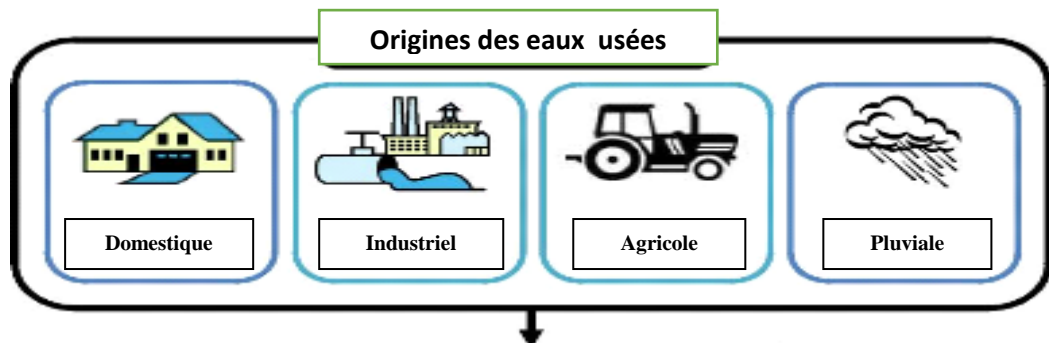 Origines des eaux  usées
Domestique
Industriel
Agricole
Pluviale